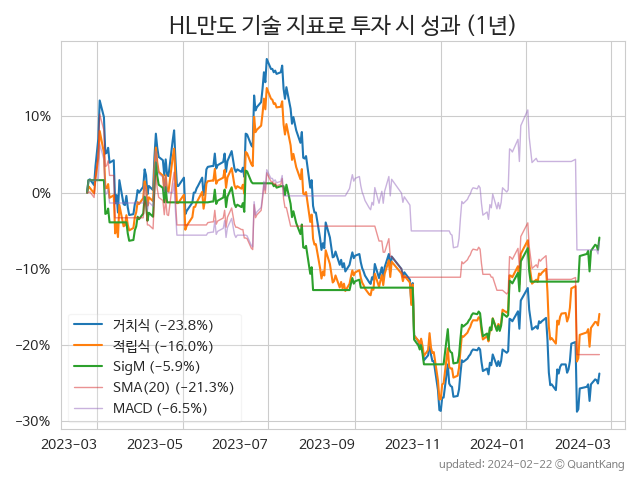 HL만도 기술 지표로 투자 시 성과 (1년)
10%
0%
−10%
−20%
−30%
거치식 (−23.8%)
적립식 (−16.0%)
SigM (−5.9%)
SMA(20) (−21.3%)
MACD (−6.5%)
2023-03 2023-05 2023-07 2023-09 2023-11 2024-01 2024-03
updated: 2024-02-22 © QuantKang